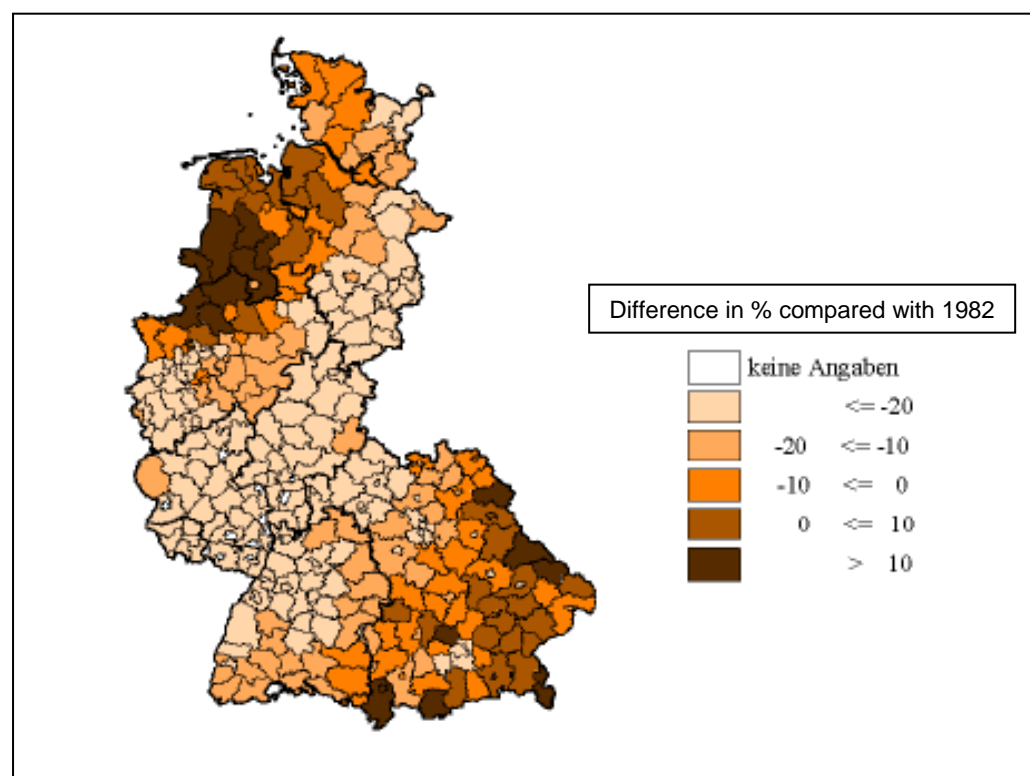 Difference in % compared with 1982
keine Angaben
<= -20
-20 <= -10
-10 <= 0
0 <= 10
> 10